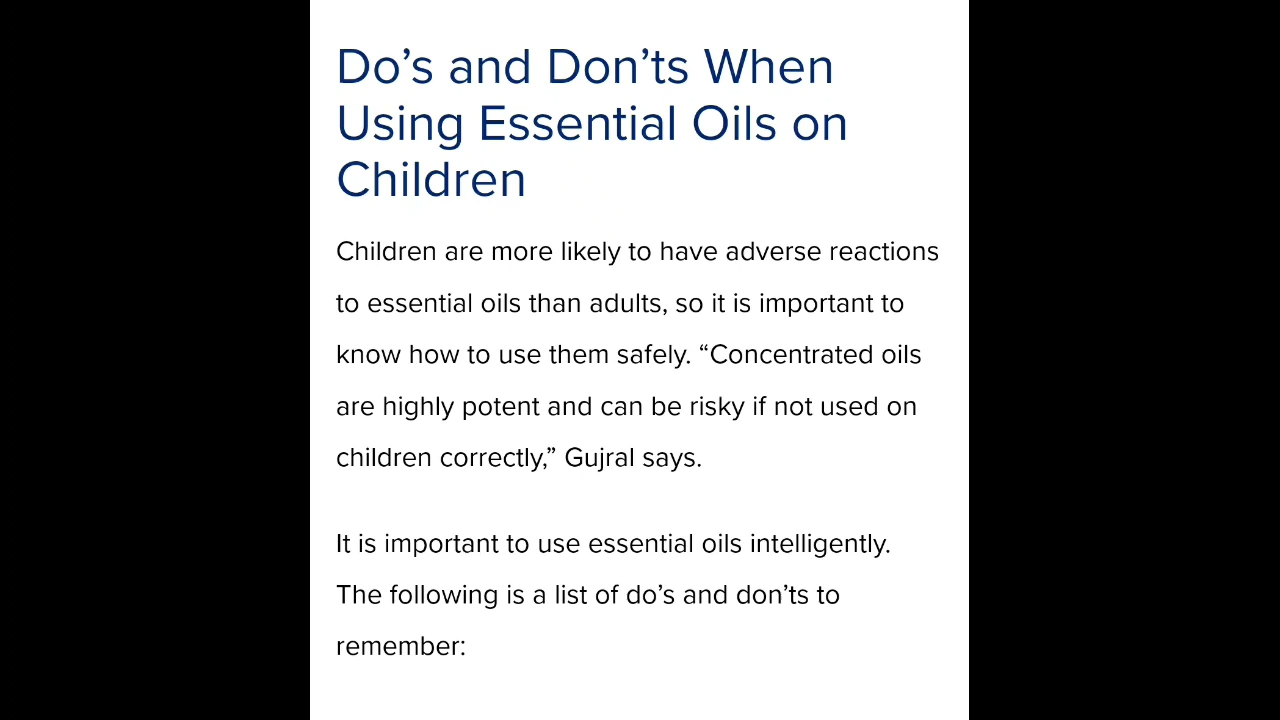 Do’s and Don’ts When
Using Essential Oils on
Children
Children are more likely to have adverse reactions
to essential oils than adults, so it is important to
know how to use them safely. “Concentrated oils
are highly potent and can be risky if not used on
children correctly,” Gujral says.
It is important to use essential oils intelligently.
The following is a list of do’s and don’ts to
remember: